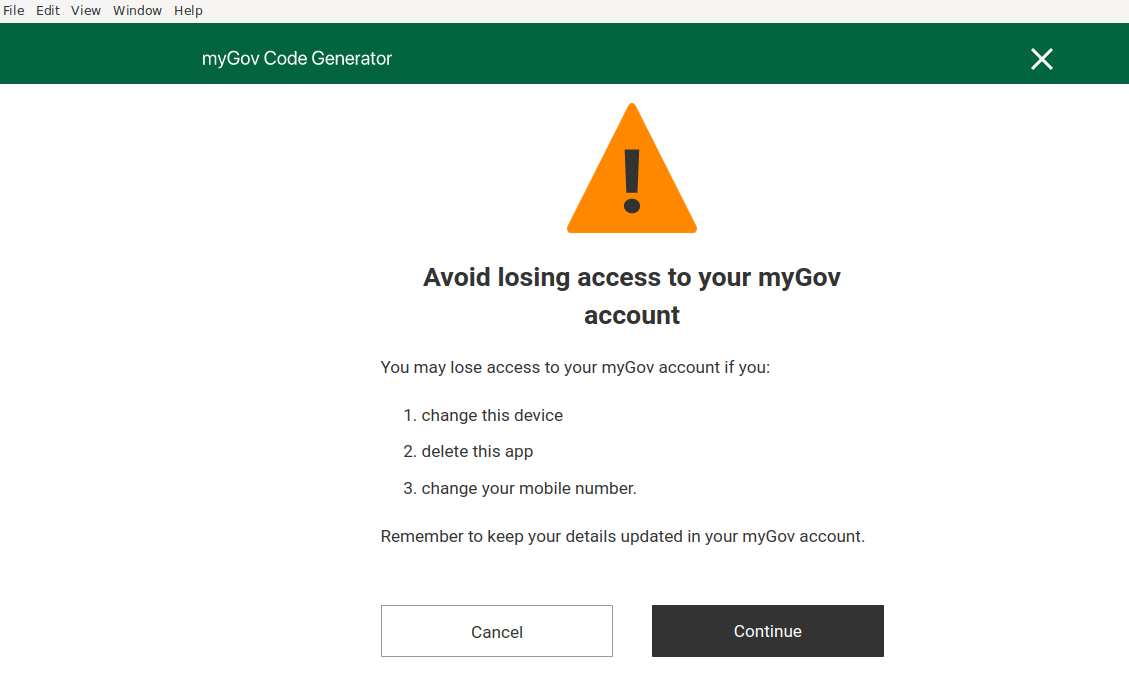 File Edit View Window Help
myGov Code Generator
!
Avoid losing access to your myGov
account
You may lose access to your myGov account if you:
1. change this device
2. delete this app
3. change your mobile number.
Remember to keep your details updated in your myGov account.
Cancel Continue